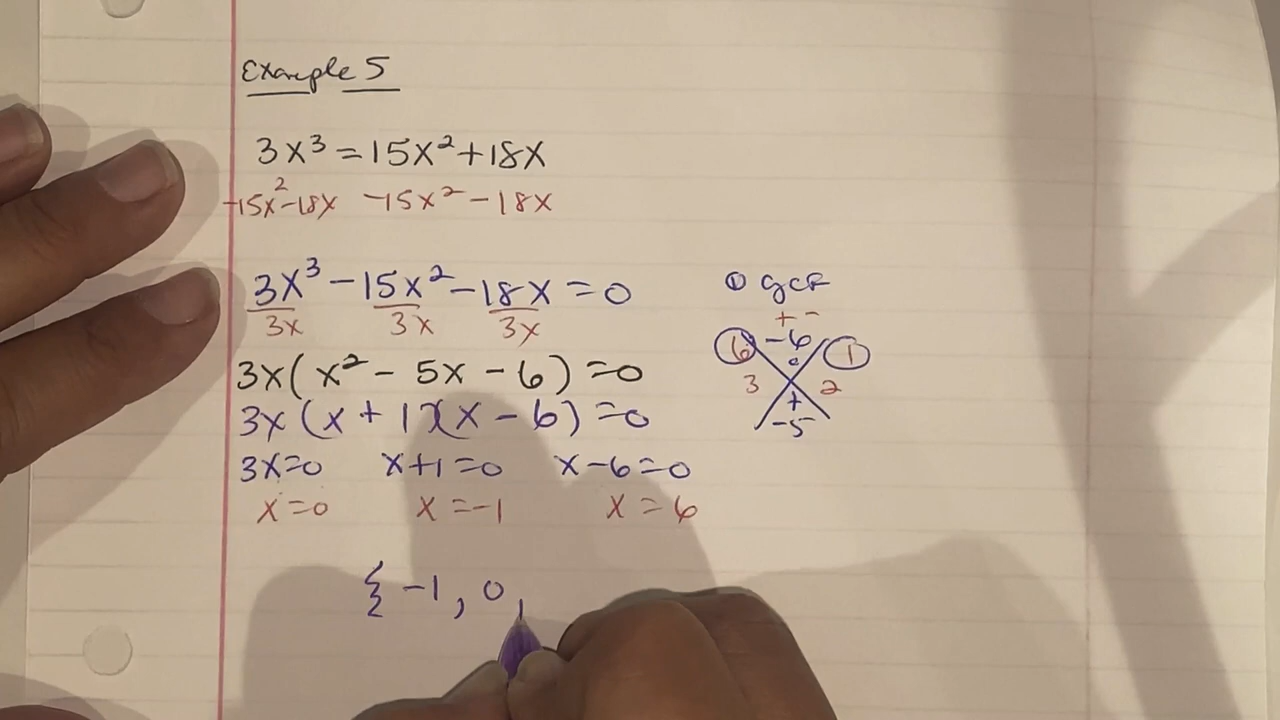 Example 5
3x³ = 15x² + 18x
-15x² - 18x -15x² - 18x
3x³ - 15x² - 18x = 0
3x 3x 3x
3x(x² - 5x - 6) = 0
3x(x + 1)(x - 6) = 0
3x = 0 x + 1 = 0 x - 6 = 0
x = 0 x = -1 x = 6
{ -1, 0,
① GCF
+ -
6 -6 1
3 2
+
-5